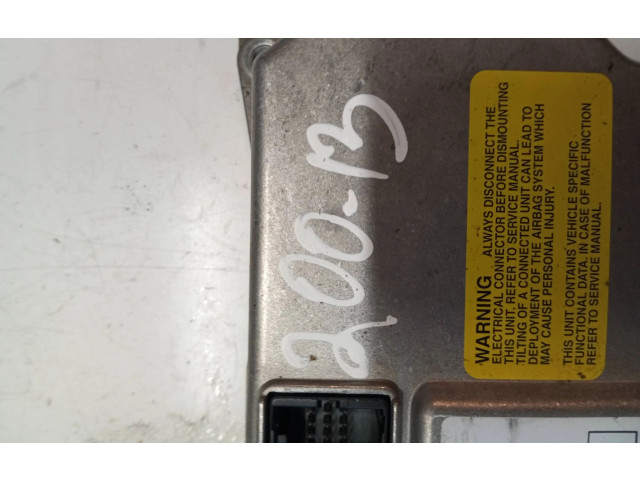 200-13
WARNING ALWAYS DISCONNECT THE
ELECTRICAL CONNECTOR BEFORE DISMOUNTING
THIS UNIT. REFER TO SERVICE MANUAL.
TILTING OF A CONNECTED UNIT CAN LEAD TO
DEPLOYMENT OF THE AIRBAG SYSTEM WHICH
MAY CAUSE PERSONAL INJURY.
THIS UNIT CONTAINS VEHICLE SPECIFIC
FUNCTIONAL DATA. IN CASE OF MALFUNCTION
REFER TO SERVICE MANUAL.